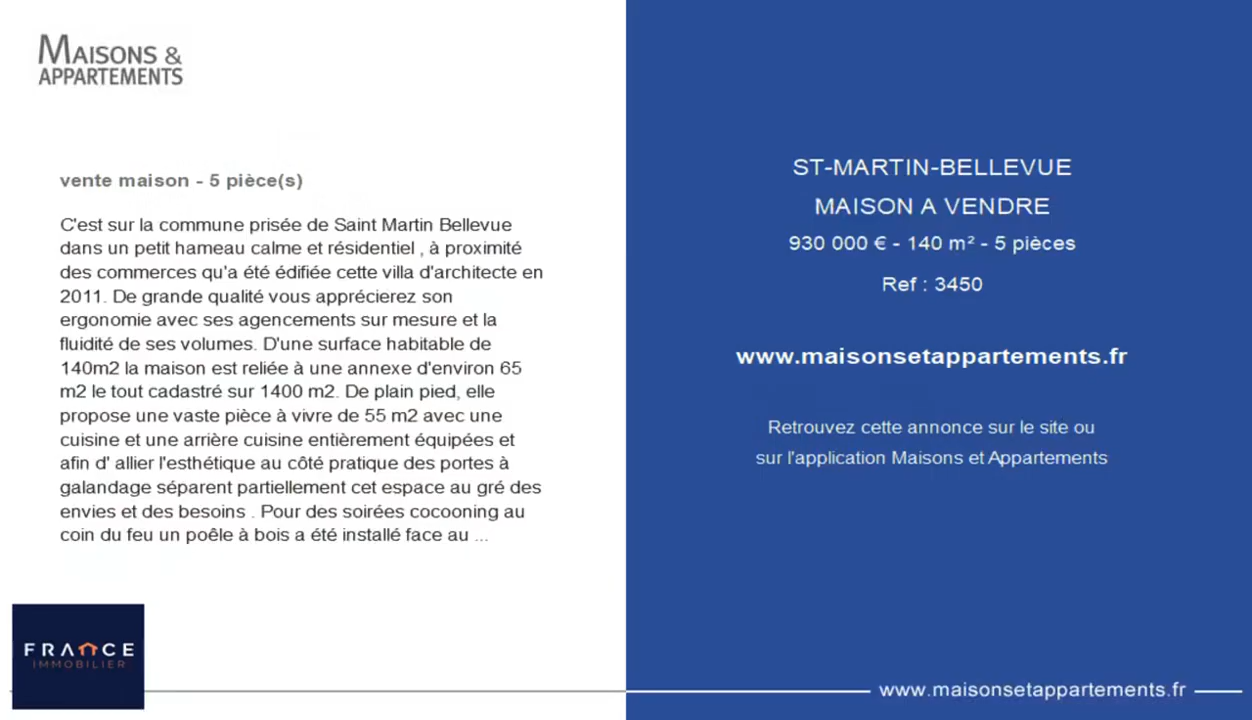 MAISONS &
APPARTEMENTS
vente maison - 5 pièce(s)
C'est sur la commune prisée de Saint Martin Bellevue
dans un petit hameau calme et résidentiel , à proximité
des commerces qu'a été édifiée cette villa d'architecte en
2011. De grande qualité vous apprécierez son
ergonomie avec ses agencements sur mesure et la
fluidité de ses volumes. D'une surface habitable de
140m2 la maison est reliée à une annexe d'environ 65
m2 le tout cadastré sur 1400 m2. De plain pied, elle
propose une vaste pièce à vivre de 55 m2 avec une
cuisine et une arrière cuisine entièrement équipées et
afin d' allier l'esthétique au côté pratique des portes à
galandage séparent partiellement cet espace au gré des
envies et des besoins . Pour des soirées cocooning au
coin du feu un poêle à bois a été installé face au ...
FRANCE
IMMOBILIER
ST-MARTIN-BELLEVUE
MAISON A VENDRE
930 000 € - 140 m² - 5 pièces
Ref : 3450
www.maisonsetappartements.fr
Retrouvez cette annonce sur le site ou
sur l'application Maisons et Appartements
www.maisonsetappartements.fr